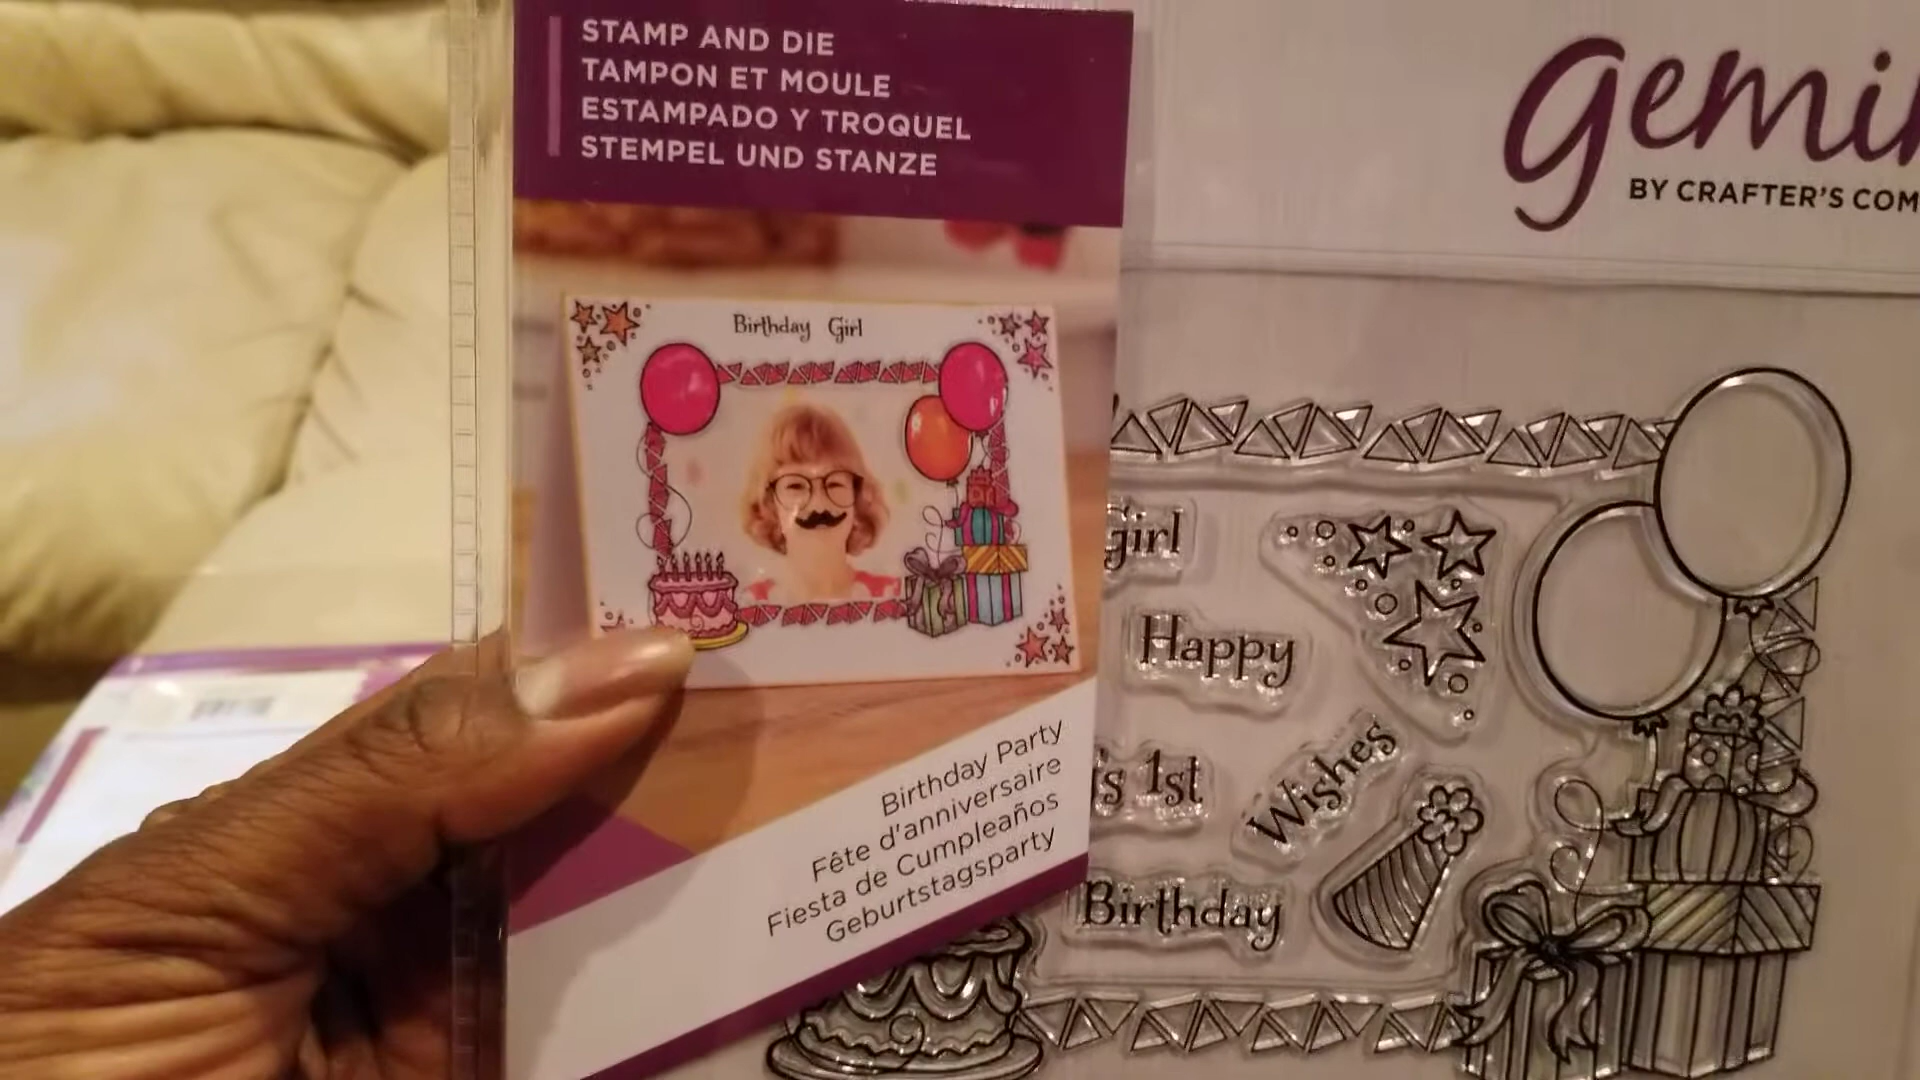 STAMP AND DIE
TAMPON ET MOULE
ESTAMPADO Y TROQUEL
STEMPEL UND STANZE
Birthday Girl
Birthday Party
Fête d'anniversaire
Fiesta de Cumpleaños
Geburtstagsparty
gemi
BY CRAFTER'S COM
girl
Happy
's 1st
Wishes
Birthday